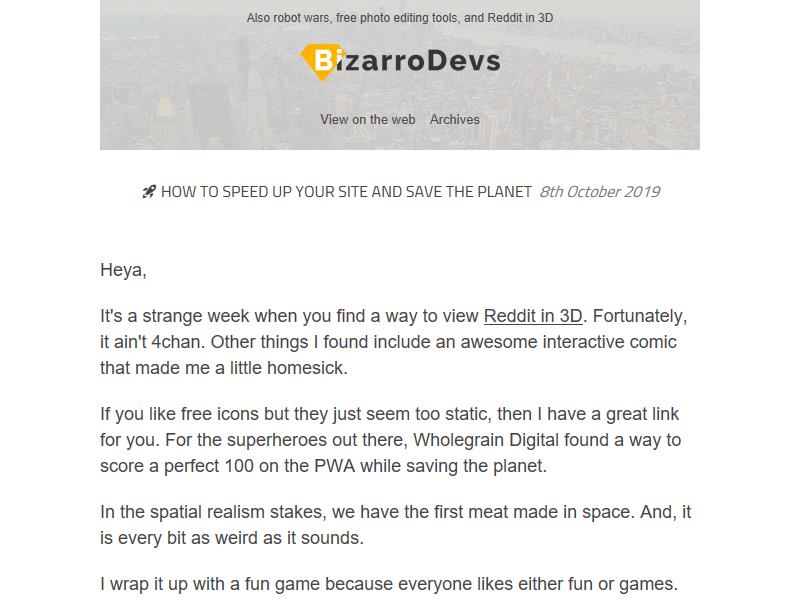 Also robot wars, free photo editing tools, and Reddit in 3D
BizarroDevs
View on the web Archives
HOW TO SPEED UP YOUR SITE AND SAVE THE PLANET 8th October 2019
Heya,
It's a strange week when you find a way to view Reddit in 3D. Fortunately,
it ain't 4chan. Other things I found include an awesome interactive comic
that made me a little homesick.
If you like free icons but they just seem too static, then I have a great link
for you. For the superheroes out there, Wholegrain Digital found a way to
score a perfect 100 on the PWA while saving the planet.
In the spatial realism stakes, we have the first meat made in space. And, it
is every bit as weird as it sounds.
I wrap it up with a fun game because everyone likes either fun or games.